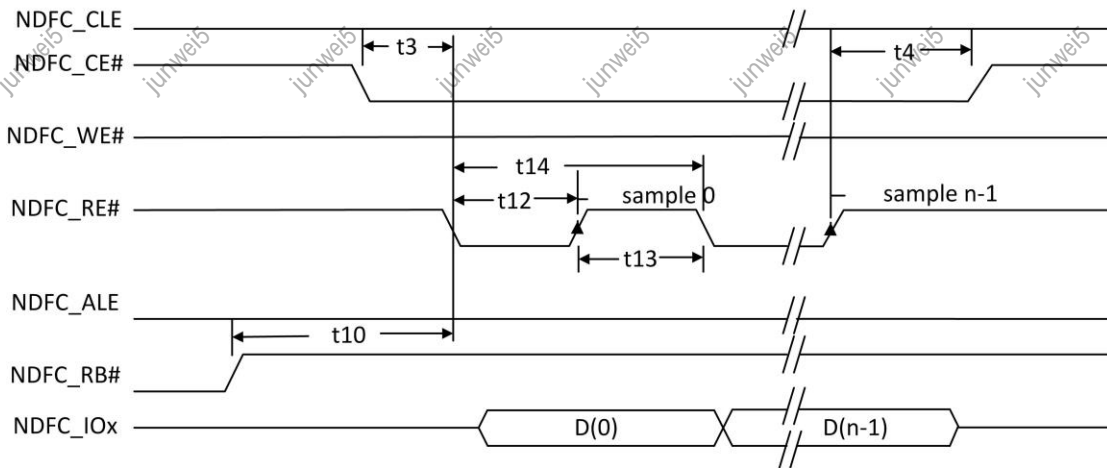 NDFC_CLE
t3
t4
NDFC_CE#
junwei5 junwei5 junwei5 junwei5 junwei5 junwei5 junwei5 junwei5
NDFC_WE#
t14
t12
sample 0
sample n-1
NDFC_RE#
t13
NDFC_ALE
t10
NDFC_RB#
NDFC_IOx
D(0)
D(n-1)